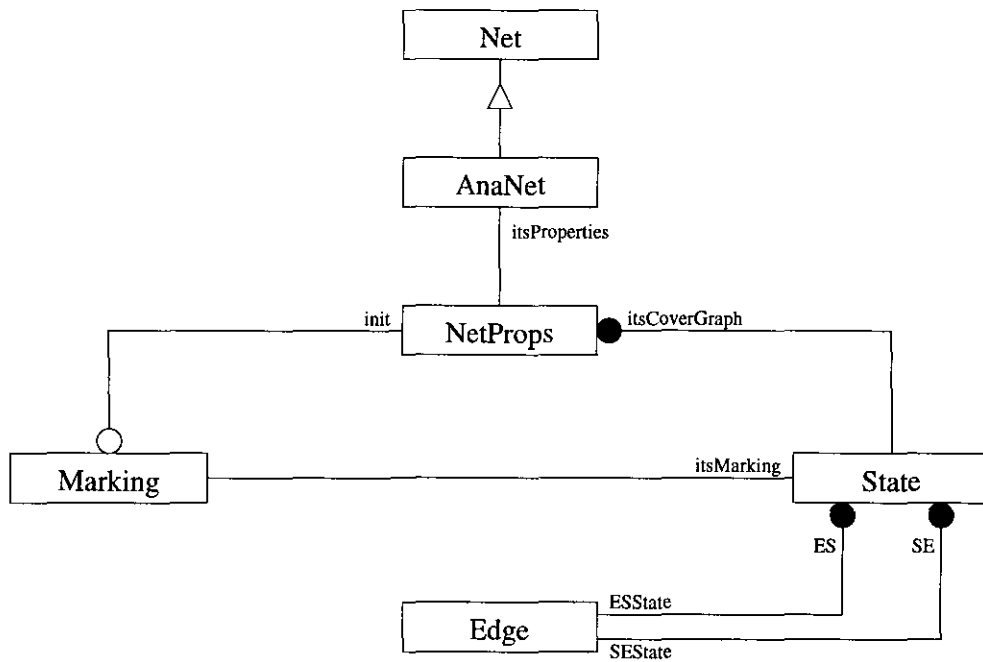 Net
AnaNet
itsProperties
init
NetProps
itsCoverGraph
Marking
itsMarking
State
ES
SE
ESState
Edge
SEState